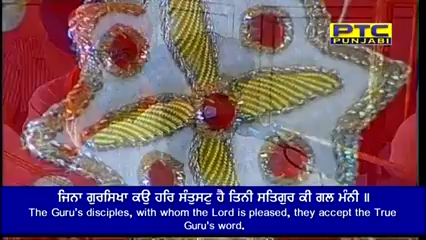 PTC
PUNJABI
ਜਿਨਾ ਗੁਰਸਿਖਾ ਕਉ ਹਰਿ ਸੰਤੁਸਟੁ ਹੈ ਤਿਨੀ ਸਤਿਗੁਰ ਕੀ ਗਲ ਮੰਨੀ ॥
The Guru's disciples, with whom the Lord is pleased, they accept the True
Guru's word.